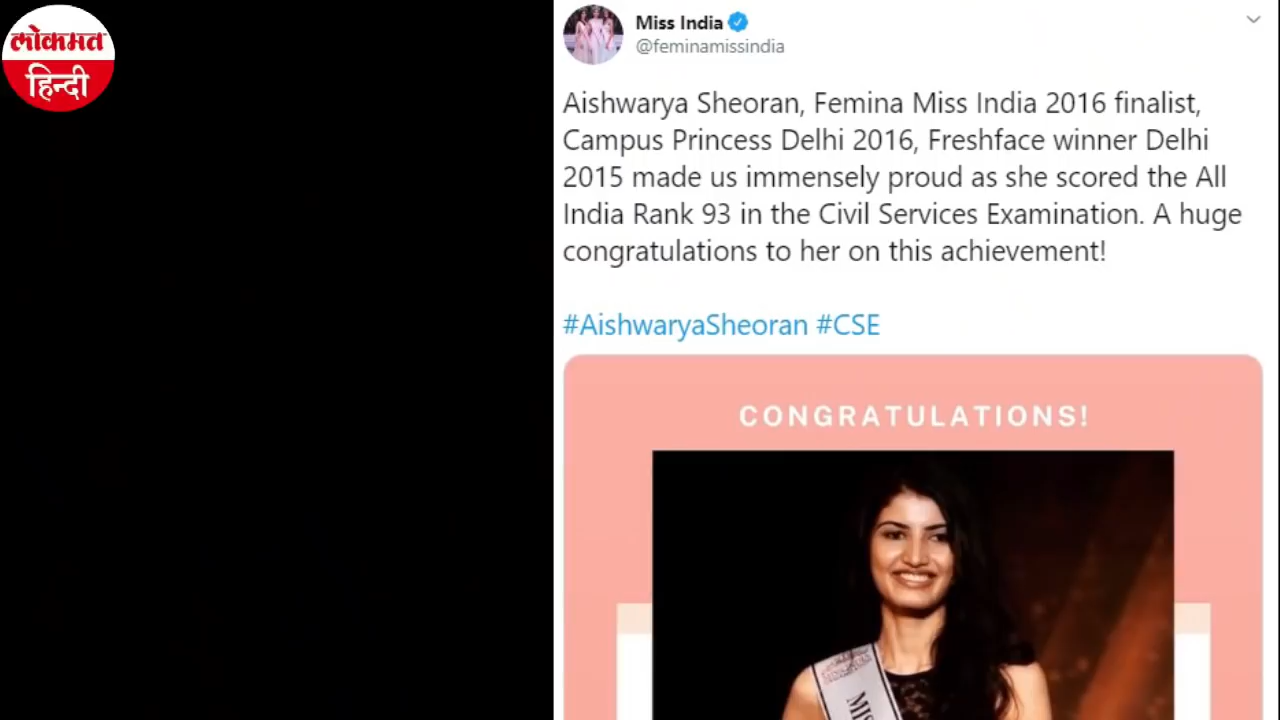 लोकमत
हिन्दी
Miss India
@feminamissindia
Aishwarya Sheoran, Femina Miss India 2016 finalist,
Campus Princess Delhi 2016, Freshface winner Delhi
2015 made us immensely proud as she scored the All
India Rank 93 in the Civil Services Examination. A huge
congratulations to her on this achievement!
#AishwaryaSheoran #CSE
CONGRATULATIONS!